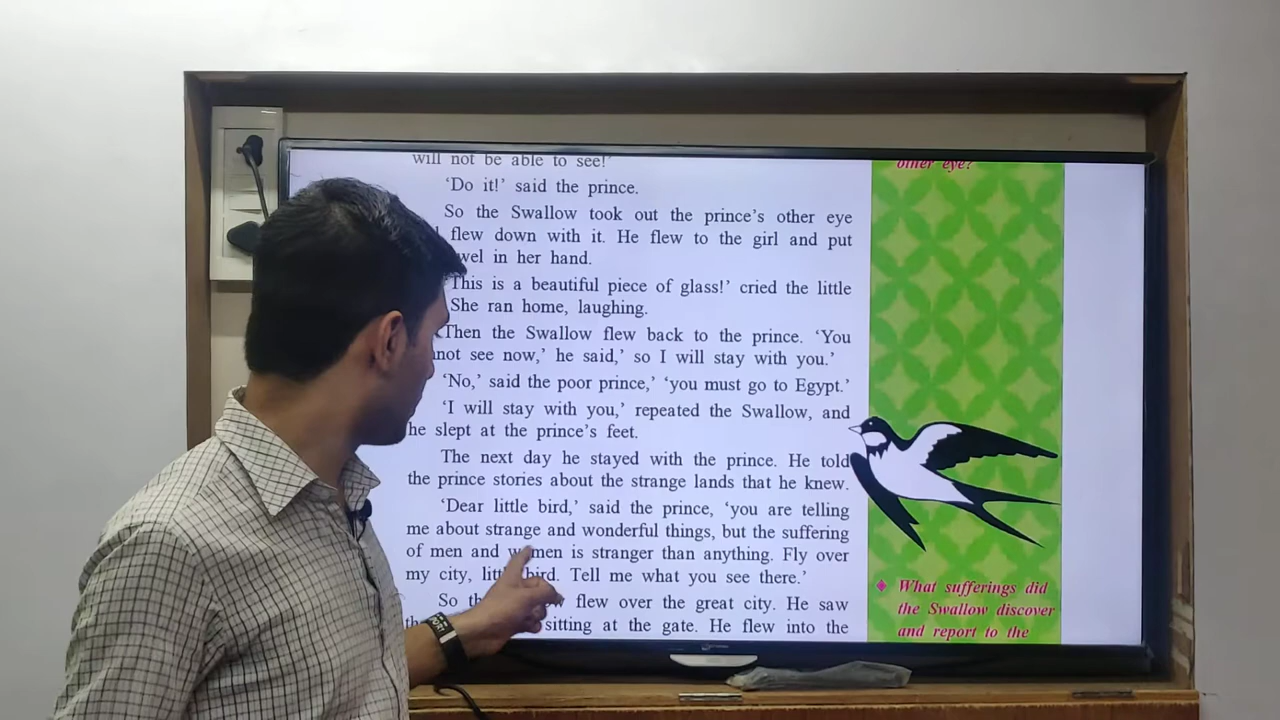 will not be able to see!’
‘Do it!’ said the prince.
So the Swallow took out the prince’s other eye
flew down with it. He flew to the girl and put
in her hand.
‘This is a beautiful piece of glass!’ cried the little
She ran home, laughing.
Then the Swallow flew back to the prince. ‘You
see now,’ he said,’ so I will stay with you.’
‘No,’ said the poor prince,’ ‘you must go to Egypt.’
‘I will stay with you,’ repeated the Swallow, and
he slept at the prince’s feet.
The next day he stayed with the prince. He told
the prince stories about the strange lands that he knew.
‘Dear little bird,’ said the prince, ‘you are telling
me about strange and wonderful things, but the suffering
of men and women is stranger than anything. Fly over
my city, little bird. Tell me what you see there.’
So flew over the great city. He saw
sitting at the gate. He flew into the
other eye?
What sufferings did
the Swallow discover
and report to the